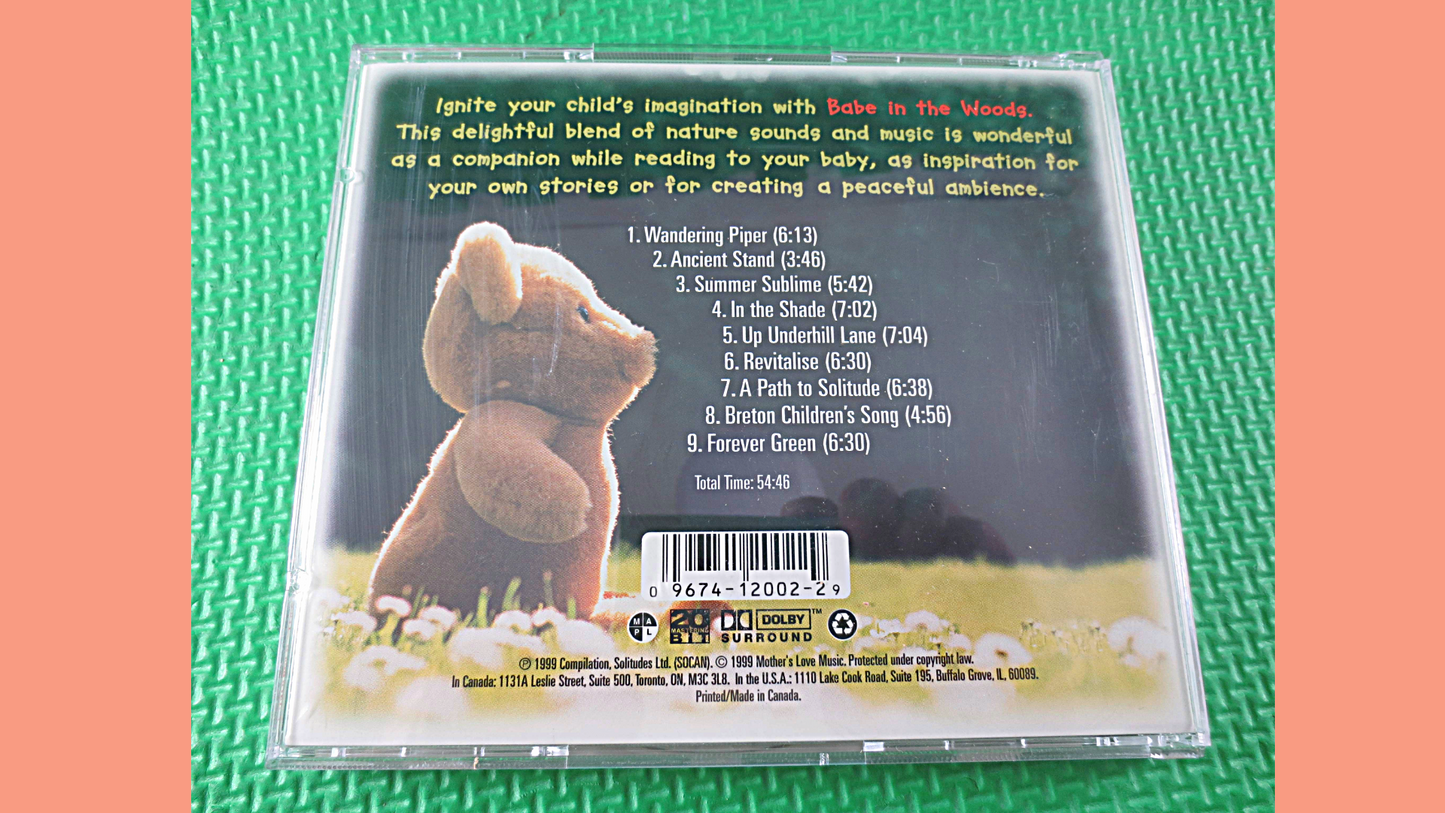 Ignite your child's imagination with Babe in the Woods.
This delightful blend of nature sounds and music is wonderful
as a companion while reading to your baby, as inspiration for
your own stories or for creating a peaceful ambience.
1. Wandering Piper (6:13)
2. Ancient Stand (3:46)
3. Summer Sublime (5:42)
4. In the Shade (7:02)
5. Up Underhill Lane (7:04)
6. Revitalise (6:30)
7. A Path to Solitude (6:38)
8. Breton Children's Song (4:56)
9. Forever Green (6:30)
Total Time: 54:46
0 9674-12002-2 9
M A P L
20 MASTERING BIT
DOLBY™
SURROUND
℗ 1999 Compilation, Solitudes Ltd. (SOCAN). © 1999 Mother's Love Music. Protected under copyright law.
In Canada: 1131A Leslie Street, Suite 500, Toronto, ON, M3C 3L8. In the U.S.A.: 1110 Lake Cook Road, Suite 195, Buffalo Grove, IL, 60089.
Printed/Made in Canada.